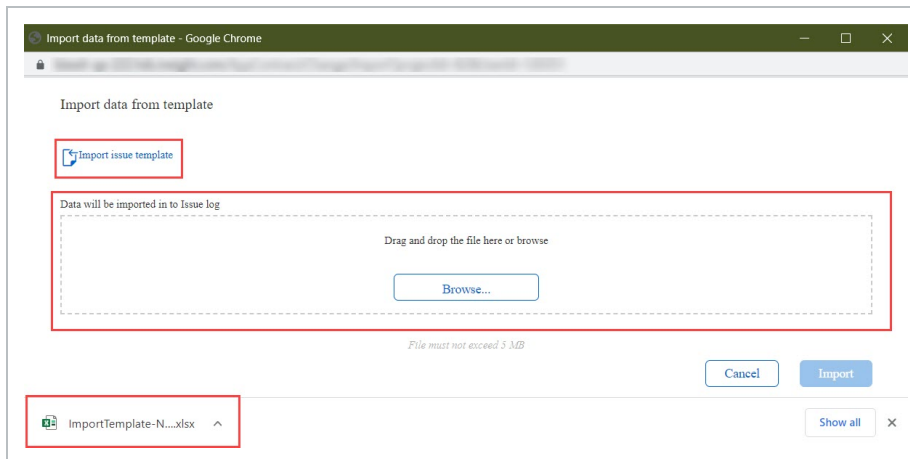 Import data from template - Google Chrome
Import data from template
Import issue template
Data will be imported in to Issue log
Drag and drop the file here or browse
Browse...
File must not exceed 5 MB
Cancel
Import
ImportTemplate-N....xlsx
Show all